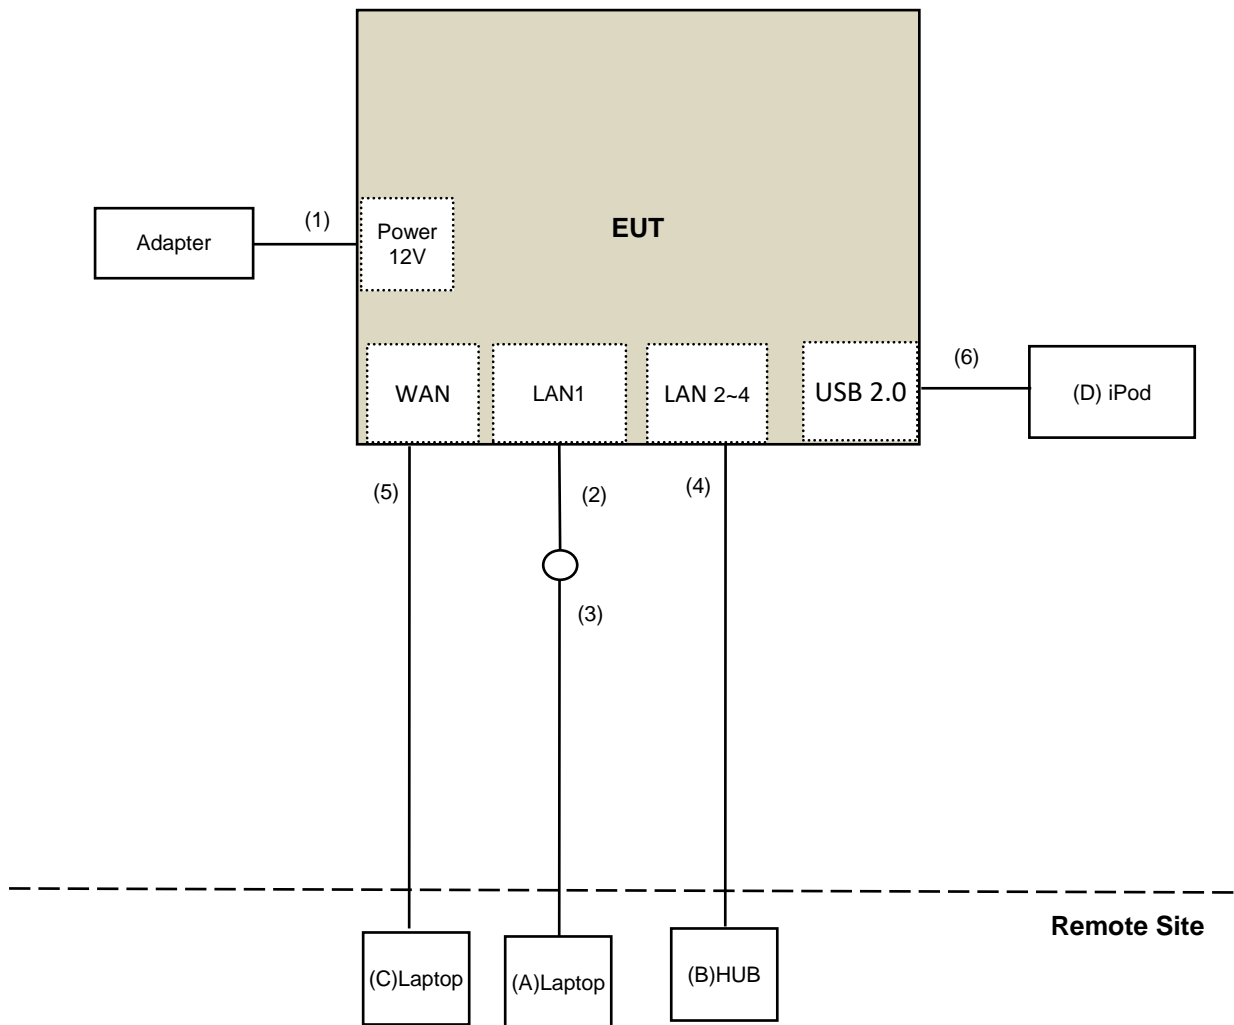 EUT
(1)
Adapter
Power
12V
WAN
LAN1
LAN 2~4
USB 2.0
(6)
(D) iPod
(5)
(2)
(4)
(3)
Remote Site
(C)Laptop
(A)Laptop
(B)HUB